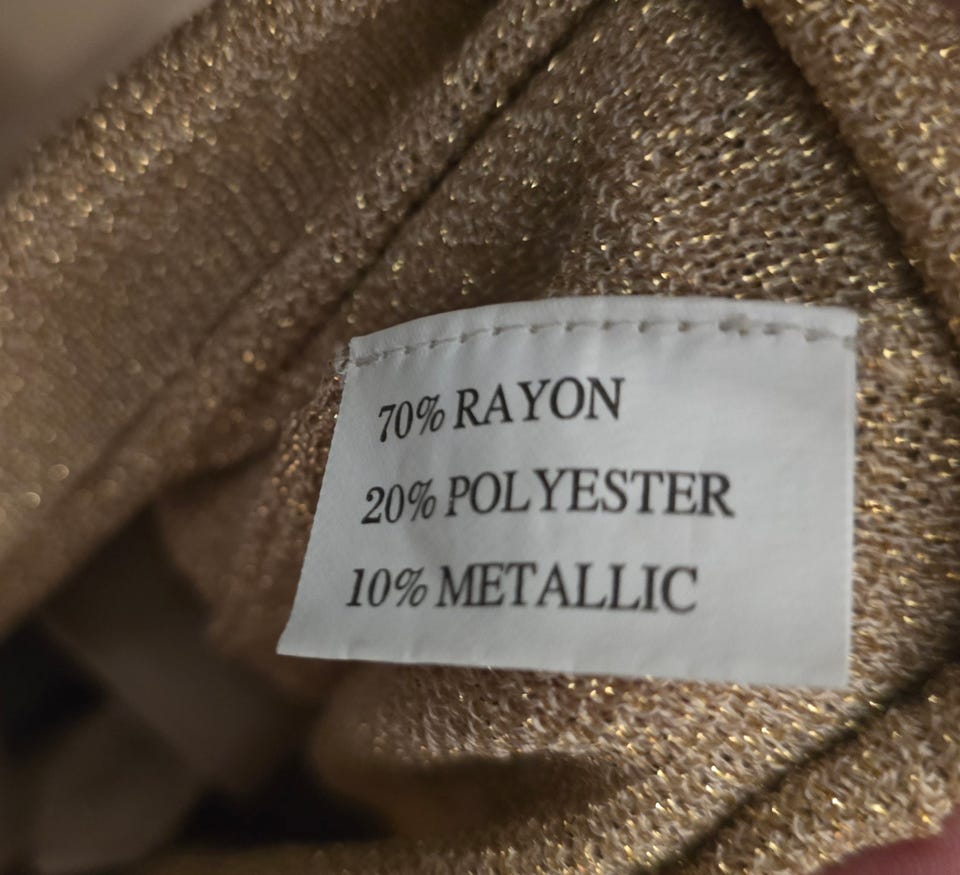 70% RAYON
20% POLYESTER
10% METALLIC